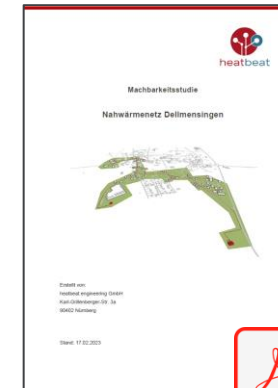 heatbeat
Machbarkeitsstudie
Nahwärmenetz Dellmensingen
Erstellt von:
heatbeat engineering GmbH
Karl-Grillenberger-Str. 3a
90402 Nürnberg
Stand: 17.02.2023